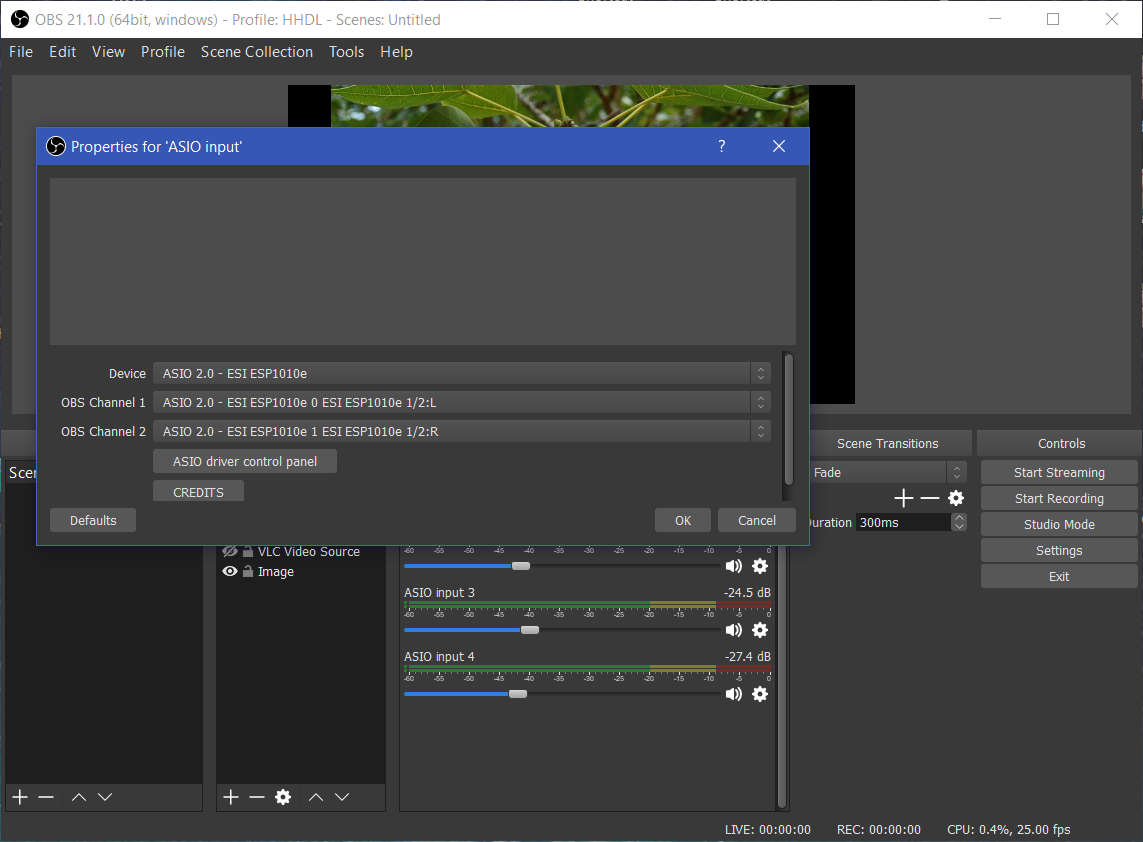 OBS 21.1.0 (64bit, windows) - Profile: HHDL - Scenes: Untitled
File Edit View Profile Scene Collection Tools Help
Properties for 'ASIO input' ?
Device ASIO 2.0 - ESI ESP1010e
OBS Channel 1 ASIO 2.0 - ESI ESP1010e 0 ESI ESP1010e 1/2:L
OBS Channel 2 ASIO 2.0 - ESI ESP1010e 1 ESI ESP1010e 1/2:R
ASIO driver control panel
CREDITS
Defaults OK Cancel
Scene Transitions
Fade
300ms
Controls
Start Streaming
Start Recording
Studio Mode
Settings
Exit
VLC Video Source
Image
-60 -55 -50 -45 -40 -35 -30 -25 -20 -15 -10 -5 0
ASIO input 3 -24.5 dB
-60 -55 -50 -45 -40 -35 -30 -25 -20 -15 -10 -5 0
ASIO input 4 -27.4 dB
-60 -55 -50 -45 -40 -35 -30 -25 -20 -15 -10 -5 0
LIVE: 00:00:00 REC: 00:00:00 CPU: 0.4%, 25.00 fps